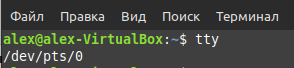 Файл Правка Вид Поиск Терминал
alex@alex-VirtualBox:~$ tty
/dev/pts/0